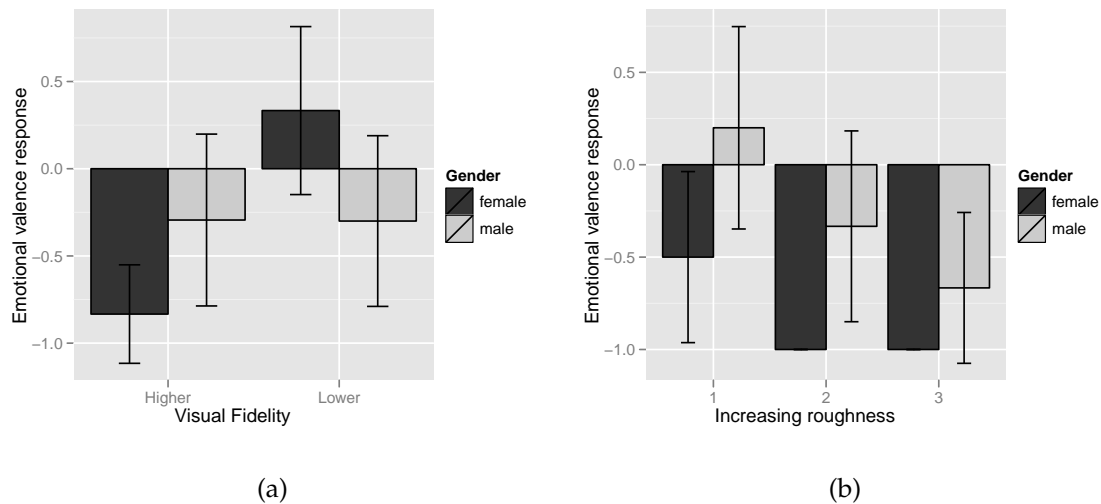 0.5
0.0
−0.5
−1.0
Emotional valence response
Higher
Lower
Visual Fidelity
Gender
female
male
(a)
0.5
0.0
−0.5
−1.0
Emotional valence response
1
2
3
Increasing roughness
Gender
female
male
(b)